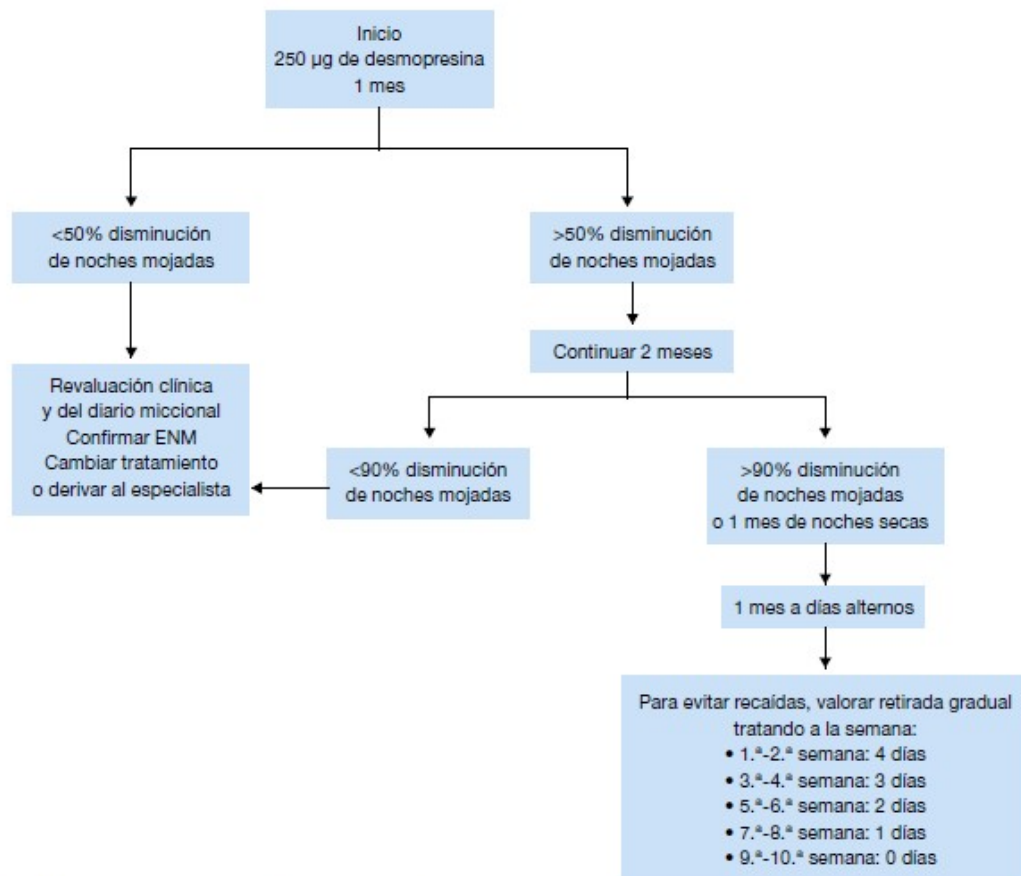 Inicio
250 µg de desmopresina
1 mes
<50% disminución
de noches mojadas
>50% disminución
de noches mojadas
Continuar 2 meses
Revaluación clínica
y del diario miccional
Confirmar ENM
Cambiar tratamiento
o derivar al especialista
<90% disminución
de noches mojadas
>90% disminución
de noches mojadas
o 1 mes de noches secas
1 mes a días alternos
Para evitar recaídas, valorar retirada gradual
tratando a la semana:
• 1.ª-2.ª semana: 4 días
• 3.ª-4.ª semana: 3 días
• 5.ª-6.ª semana: 2 días
• 7.ª-8.ª semana: 1 días
• 9.ª-10.ª semana: 0 días